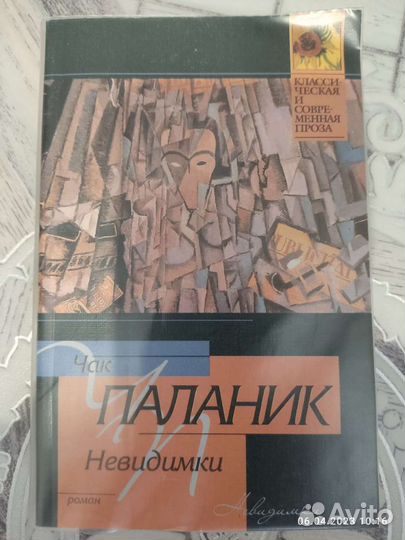 КЛАССИ-
ЧЕСКАЯ
И
СОВРЕ-
МЕННАЯ
ПРОЗА
Чак
ПАЛАНИК
Невидимки
роман
06.04.2023 10:16
Avito